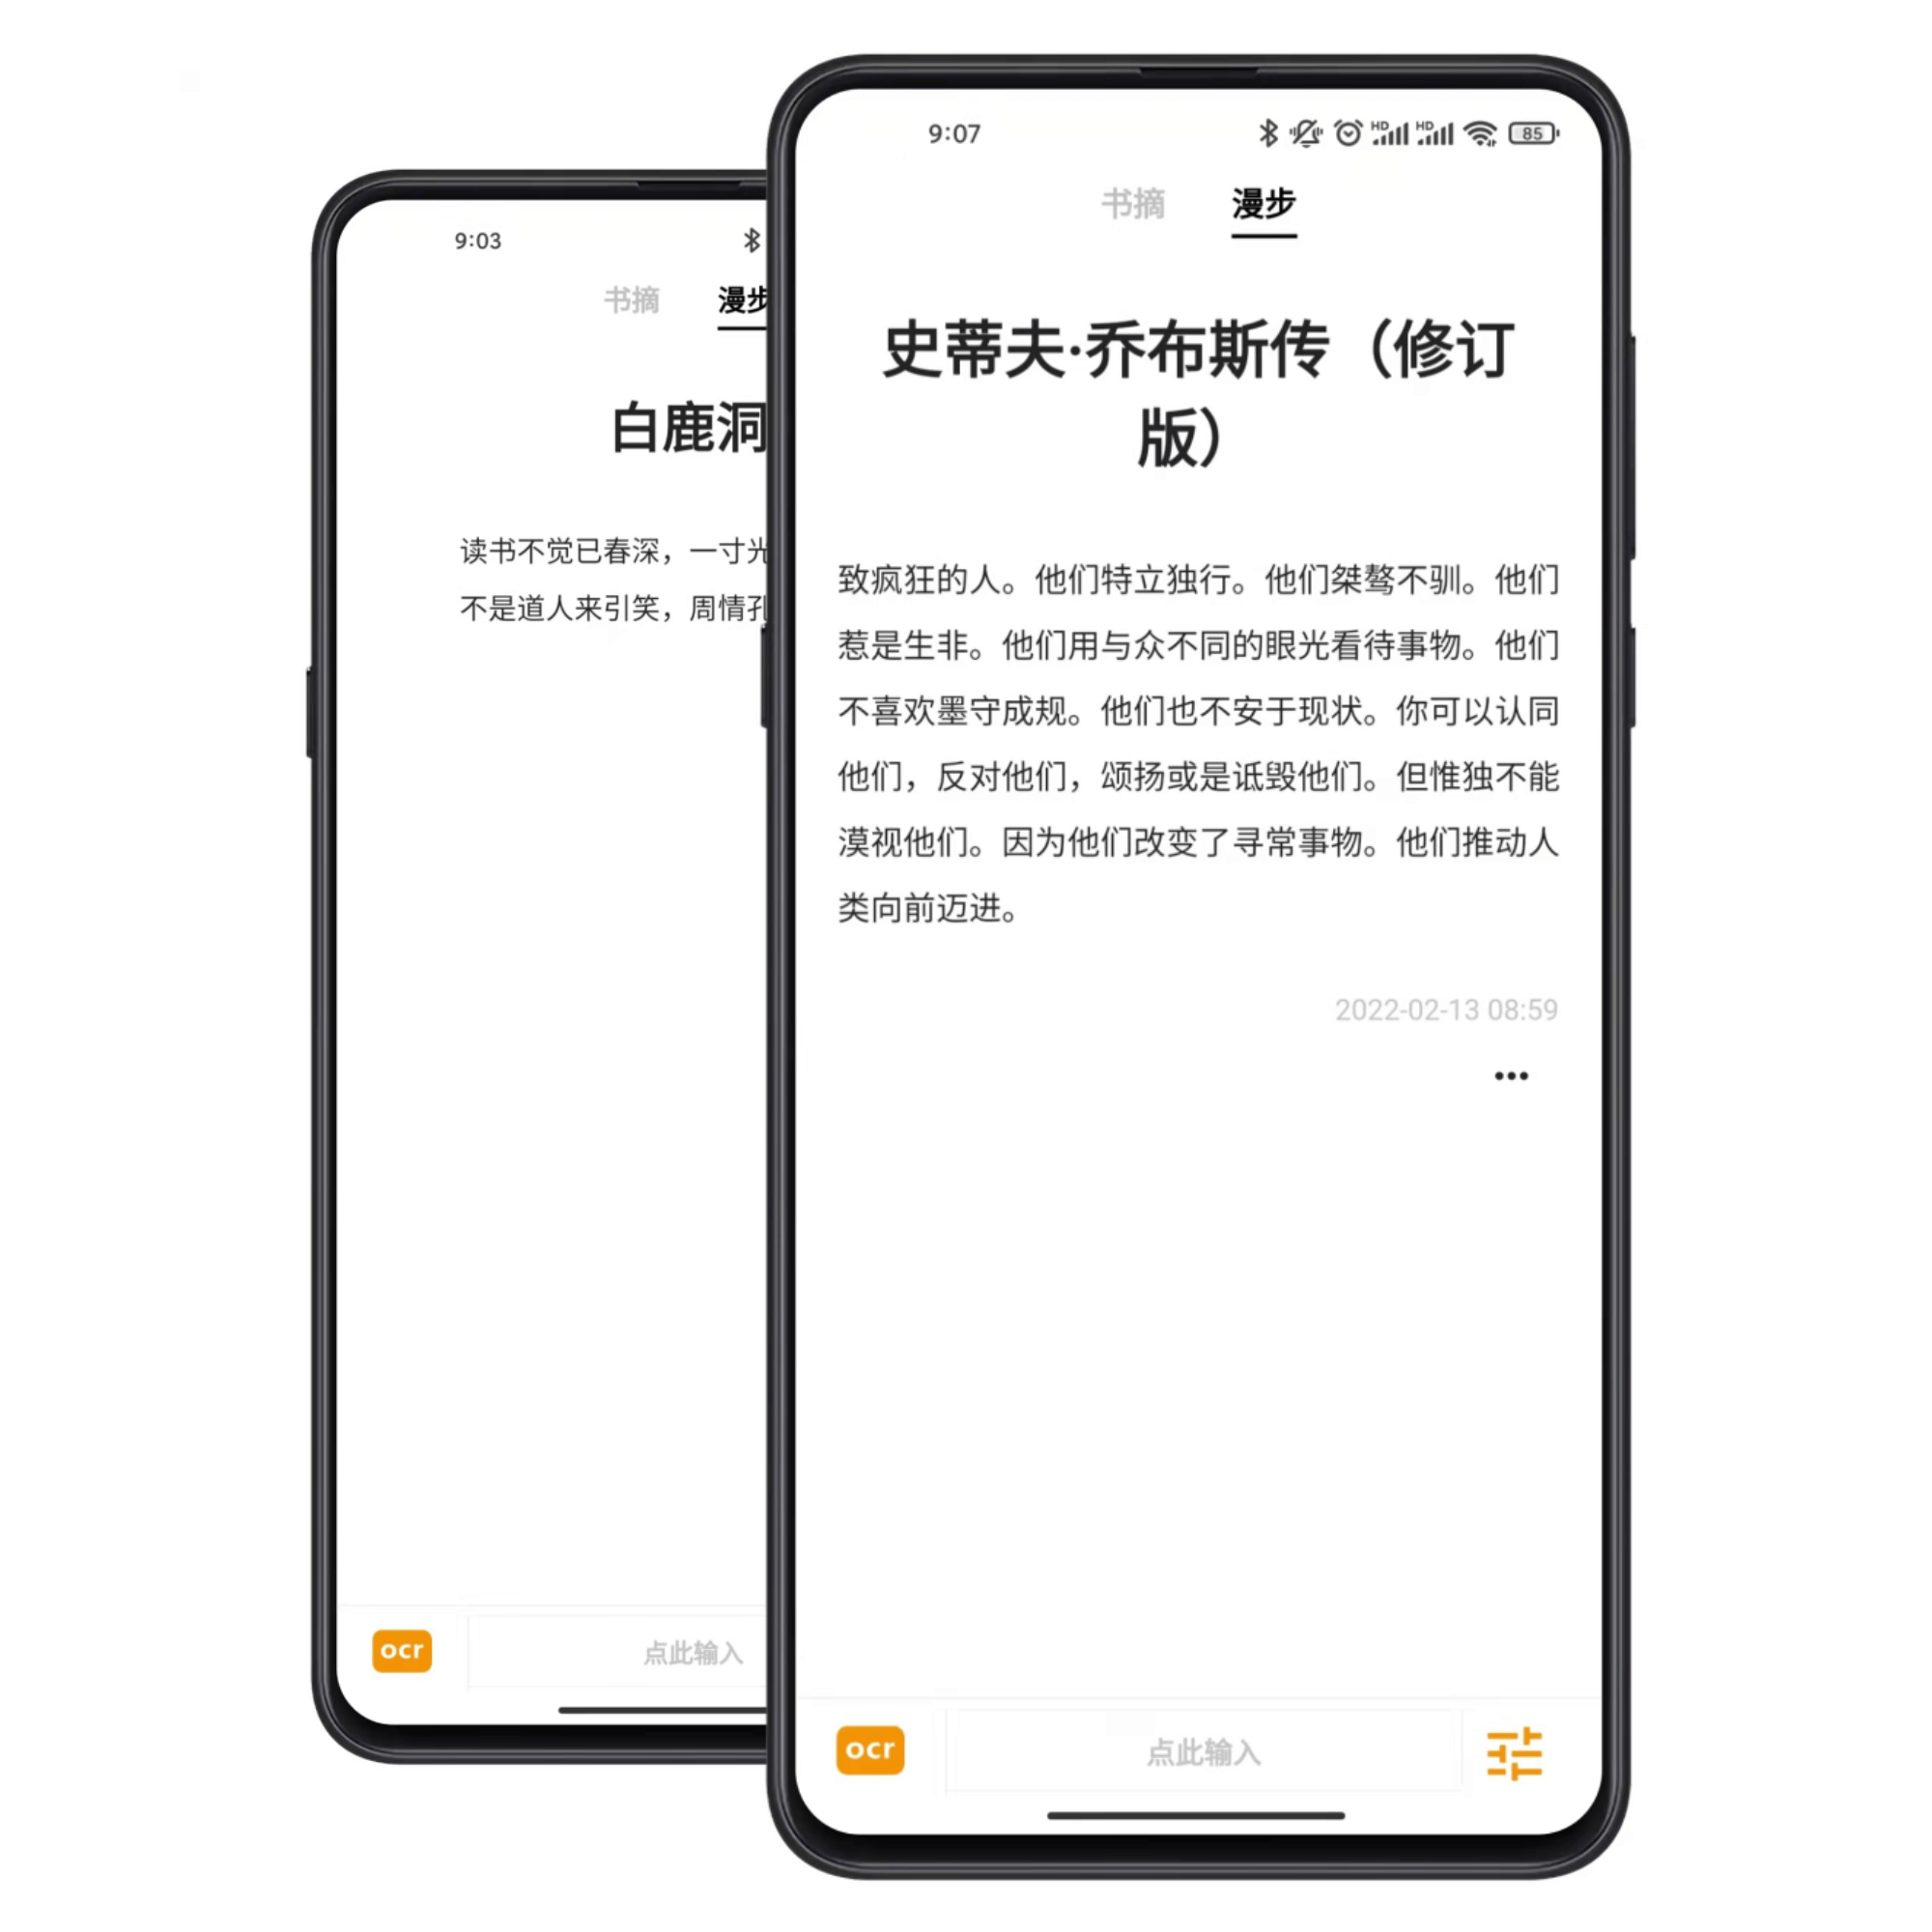 9:03
书摘 漫步
白鹿洞
读书不觉已春深，一寸光
不是道人来引笑，周情孔
ocr 点此输入
9:07
HD HD 85
书摘 漫步
史蒂夫·乔布斯传（修订
版）
致疯狂的人。他们特立独行。他们桀骜不驯。他们
惹是生非。他们用与众不同的眼光看待事物。他们
不喜欢墨守成规。他们也不安于现状。你可以认同
他们，反对他们，颂扬或是诋毁他们。但惟独不能
漠视他们。因为他们改变了寻常事物。他们推动人
类向前迈进。
2022-02-13 08:59
•••
ocr 点此输入